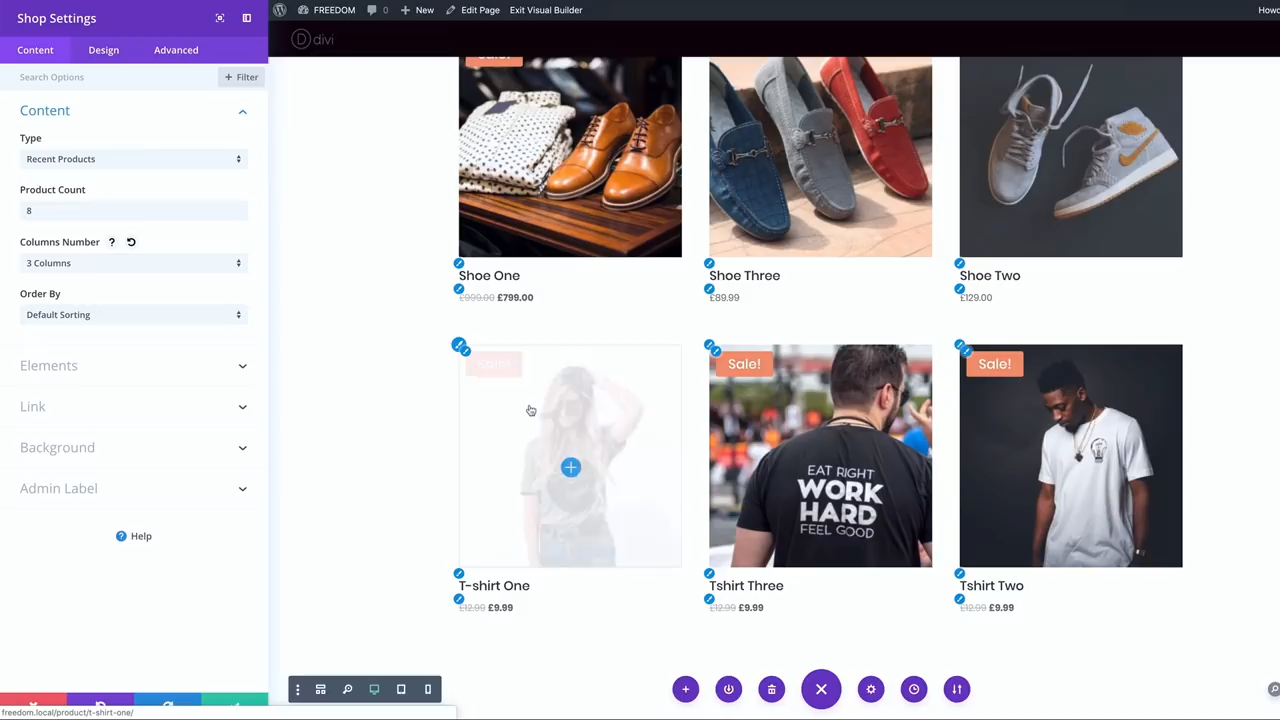 Shop Settings
FREEDOM 0 New Edit Page Exit Visual Builder Howd
Content Design Advanced
D divi
Search Options + Filter
Content
Type
Recent Products
Product Count
8
Columns Number ?
3 Columns
Order By
Default Sorting
Elements
Link
Background
Admin Label
? Help
Sale!
Shoe One
£999.00 £799.00
Shoe Three
£89.99
Shoe Two
£129.00
Sale!
T-shirt One
£12.99 £9.99
Sale!
EAT RIGHT
WORK
HARD
FEEL GOOD
Tshirt Three
£12.99 £9.99
Sale!
Tshirt Two
£12.99 £9.99
freedom.local/product/t-shirt-one/